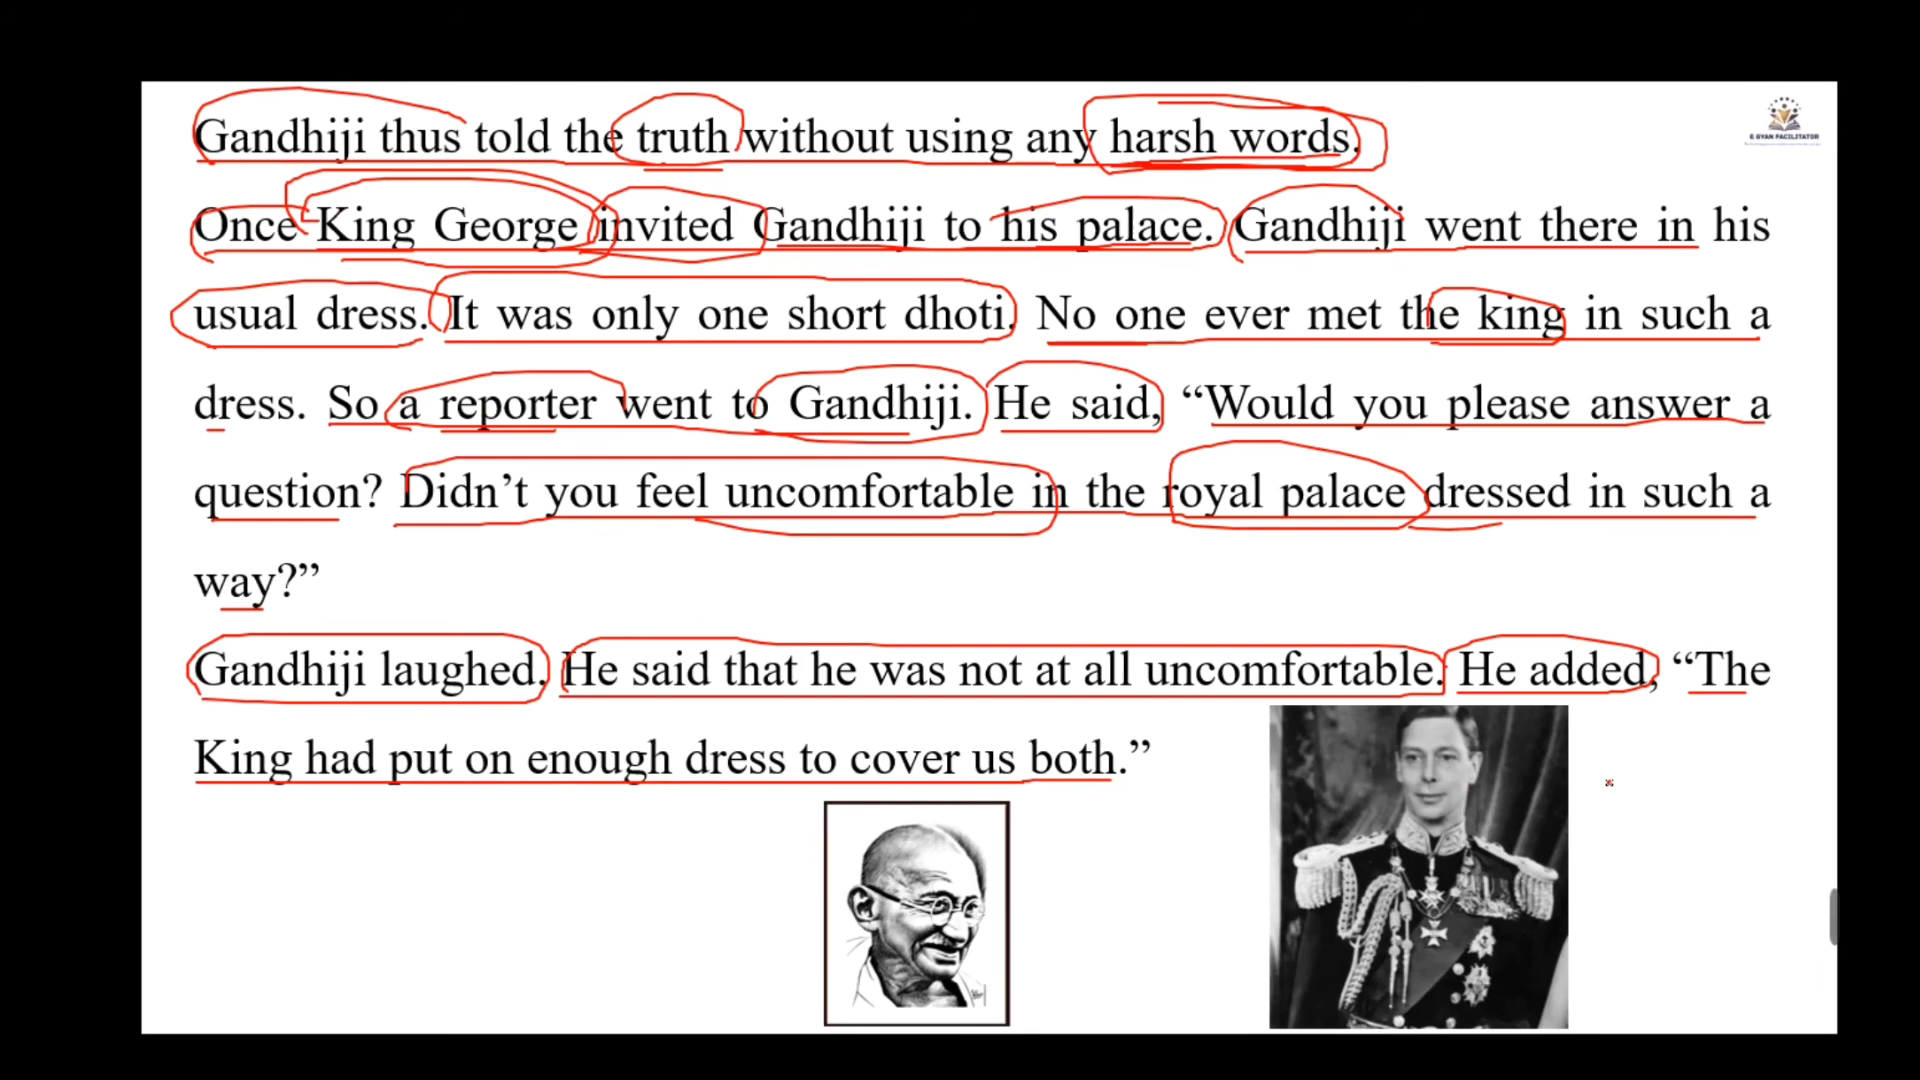 Gandhiji thus told the truth without using any harsh words.
E GYAN FACILITATOR
Once King George invited Gandhiji to his palace. Gandhiji went there in his
usual dress. It was only one short dhoti. No one ever met the king in such a
dress. So a reporter went to Gandhiji. He said, “Would you please answer a
question? Didn’t you feel uncomfortable in the royal palace dressed in such a
way?”
Gandhiji laughed. He said that he was not at all uncomfortable. He added, “The
King had put on enough dress to cover us both.”